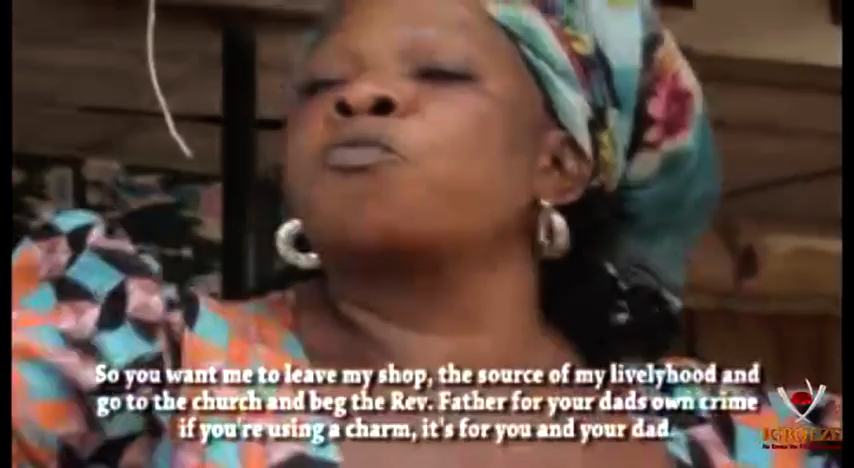 So you want me to leave my shop, the source of my livelyhood and
go to the church and beg the Rev. Father for your dads own crime
if you're using a charm, it's for you and your dad
IGBOEZE